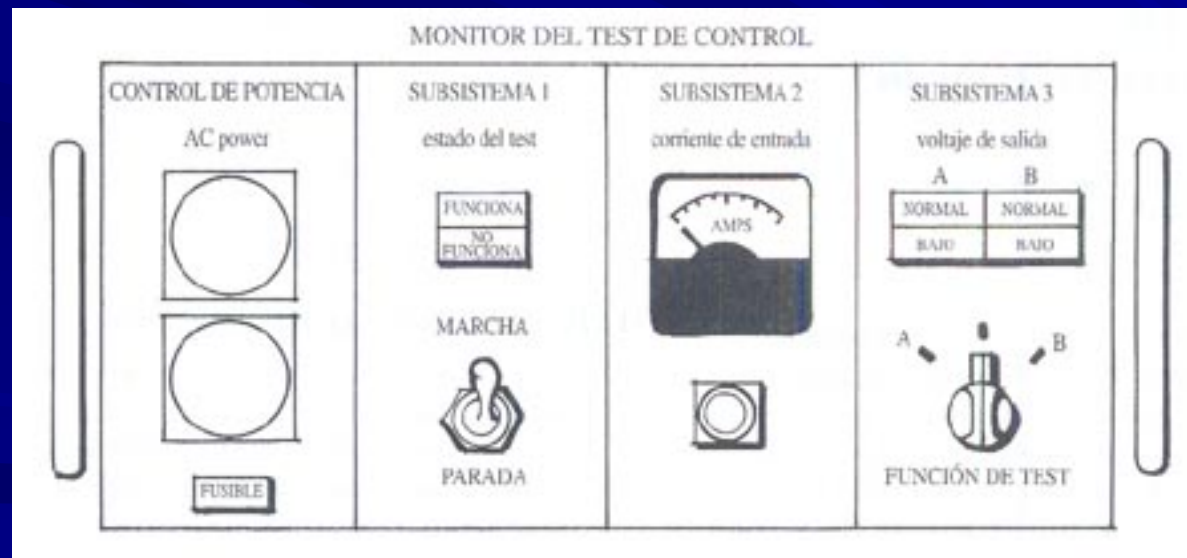 MONITOR DEL TEST DE CONTROL
CONTROL DE POTENCIA
AC power
FUSIBLE
SUBSISTEMA 1
estado del test
FUNCIONA
NO
FUNCIONA
MARCHA
PARADA
SUBSISTEMA 2
corriente de entrada
AMPS
SUBSISTEMA 3
voltaje de salida
A B
NORMAL NORMAL
BAJO BAJO
A B
FUNCIÓN DE TEST